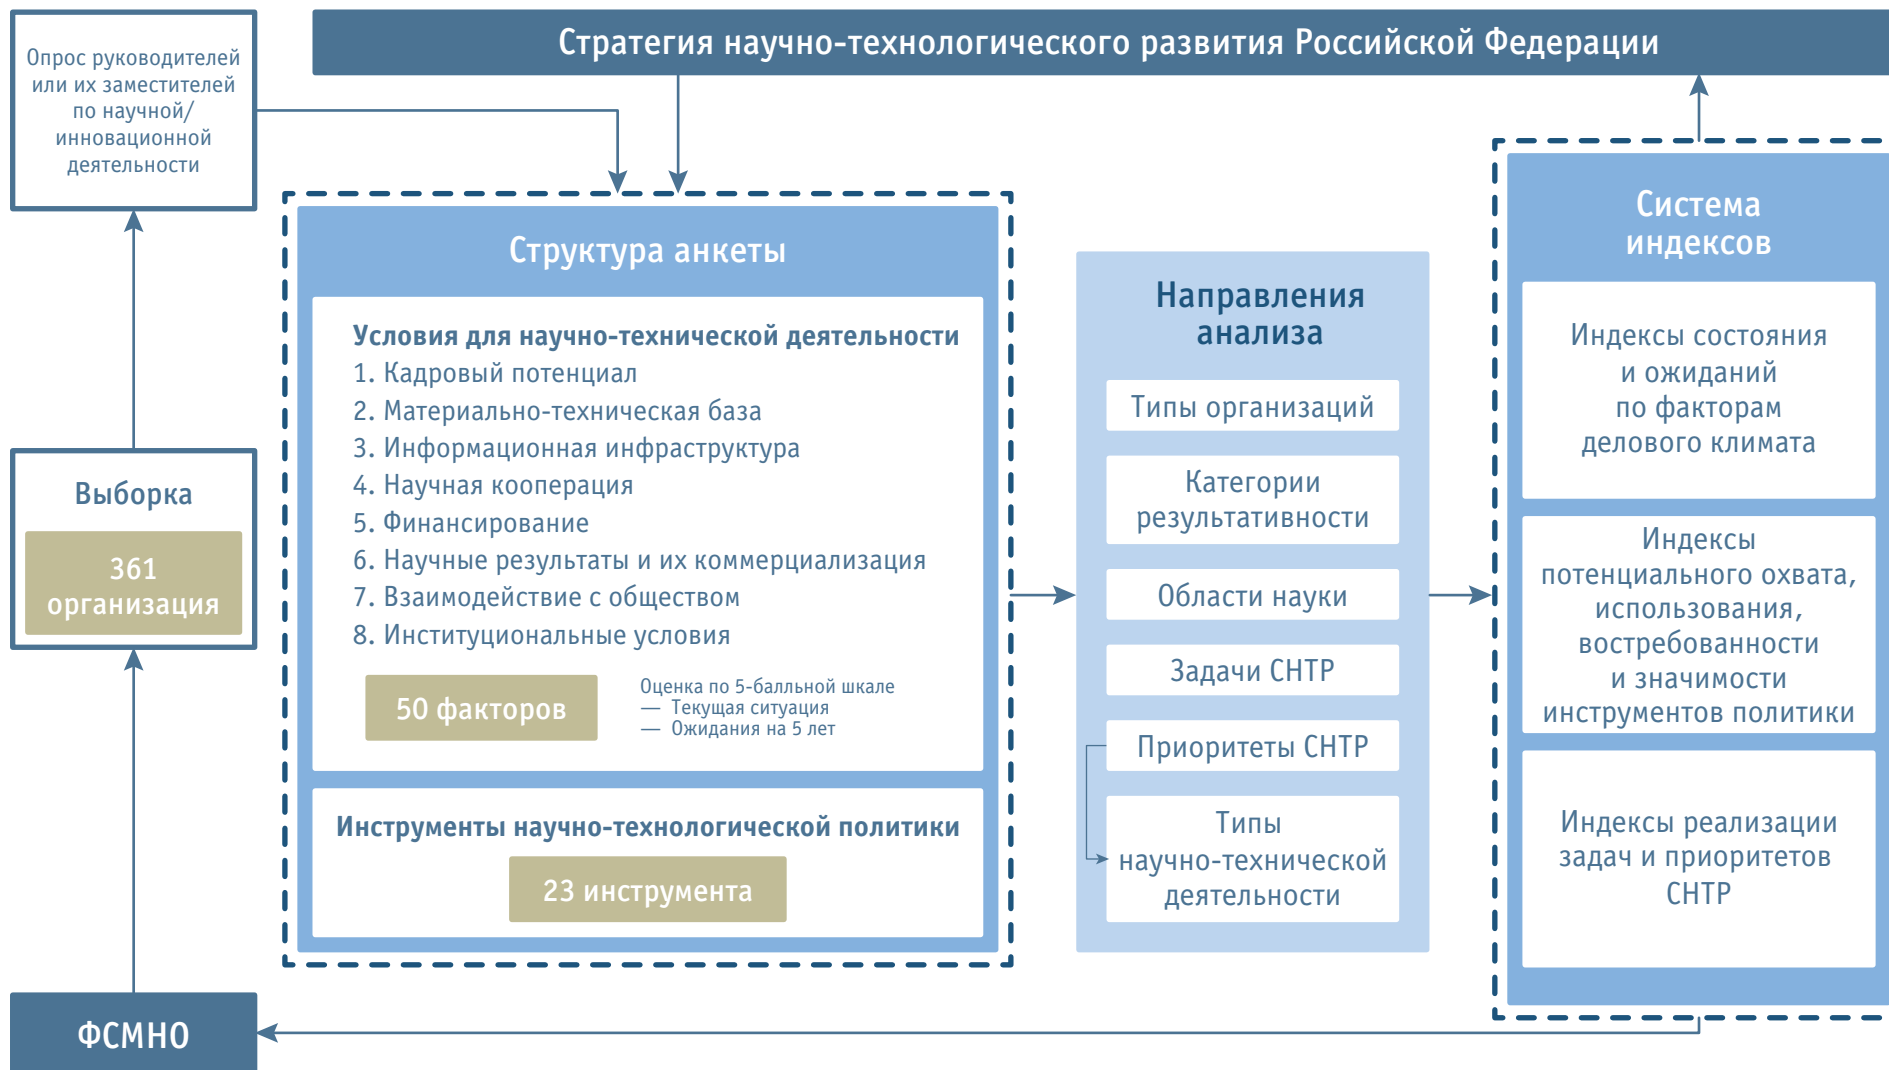 Стратегия научно-технологического развития Российской Федерации
Опрос руководителей
или их заместителей
по научной/
инновационной
деятельности
Выборка
361
организация
ФСМНО
Структура анкеты
Условия для научно-технической деятельности
1. Кадровый потенциал
2. Материально-техническая база
3. Информационная инфраструктура
4. Научная кооперация
5. Финансирование
6. Научные результаты и их коммерциализация
7. Взаимодействие с обществом
8. Институциональные условия
50 факторов
Оценка по 5-балльной шкале
— Текущая ситуация
— Ожидания на 5 лет
Инструменты научно-технологической политики
23 инструмента
Направления
анализа
Типы организаций
Категории
результативности
Области науки
Задачи СНТР
Приоритеты СНТР
Типы
научно-технической
деятельности
Система
индексов
Индексы состояния
и ожиданий
по факторам
делового климата
Индексы
потенциального охвата,
использования,
востребованности
и значимости
инструментов политики
Индексы реализации
задач и приоритетов
СНТР